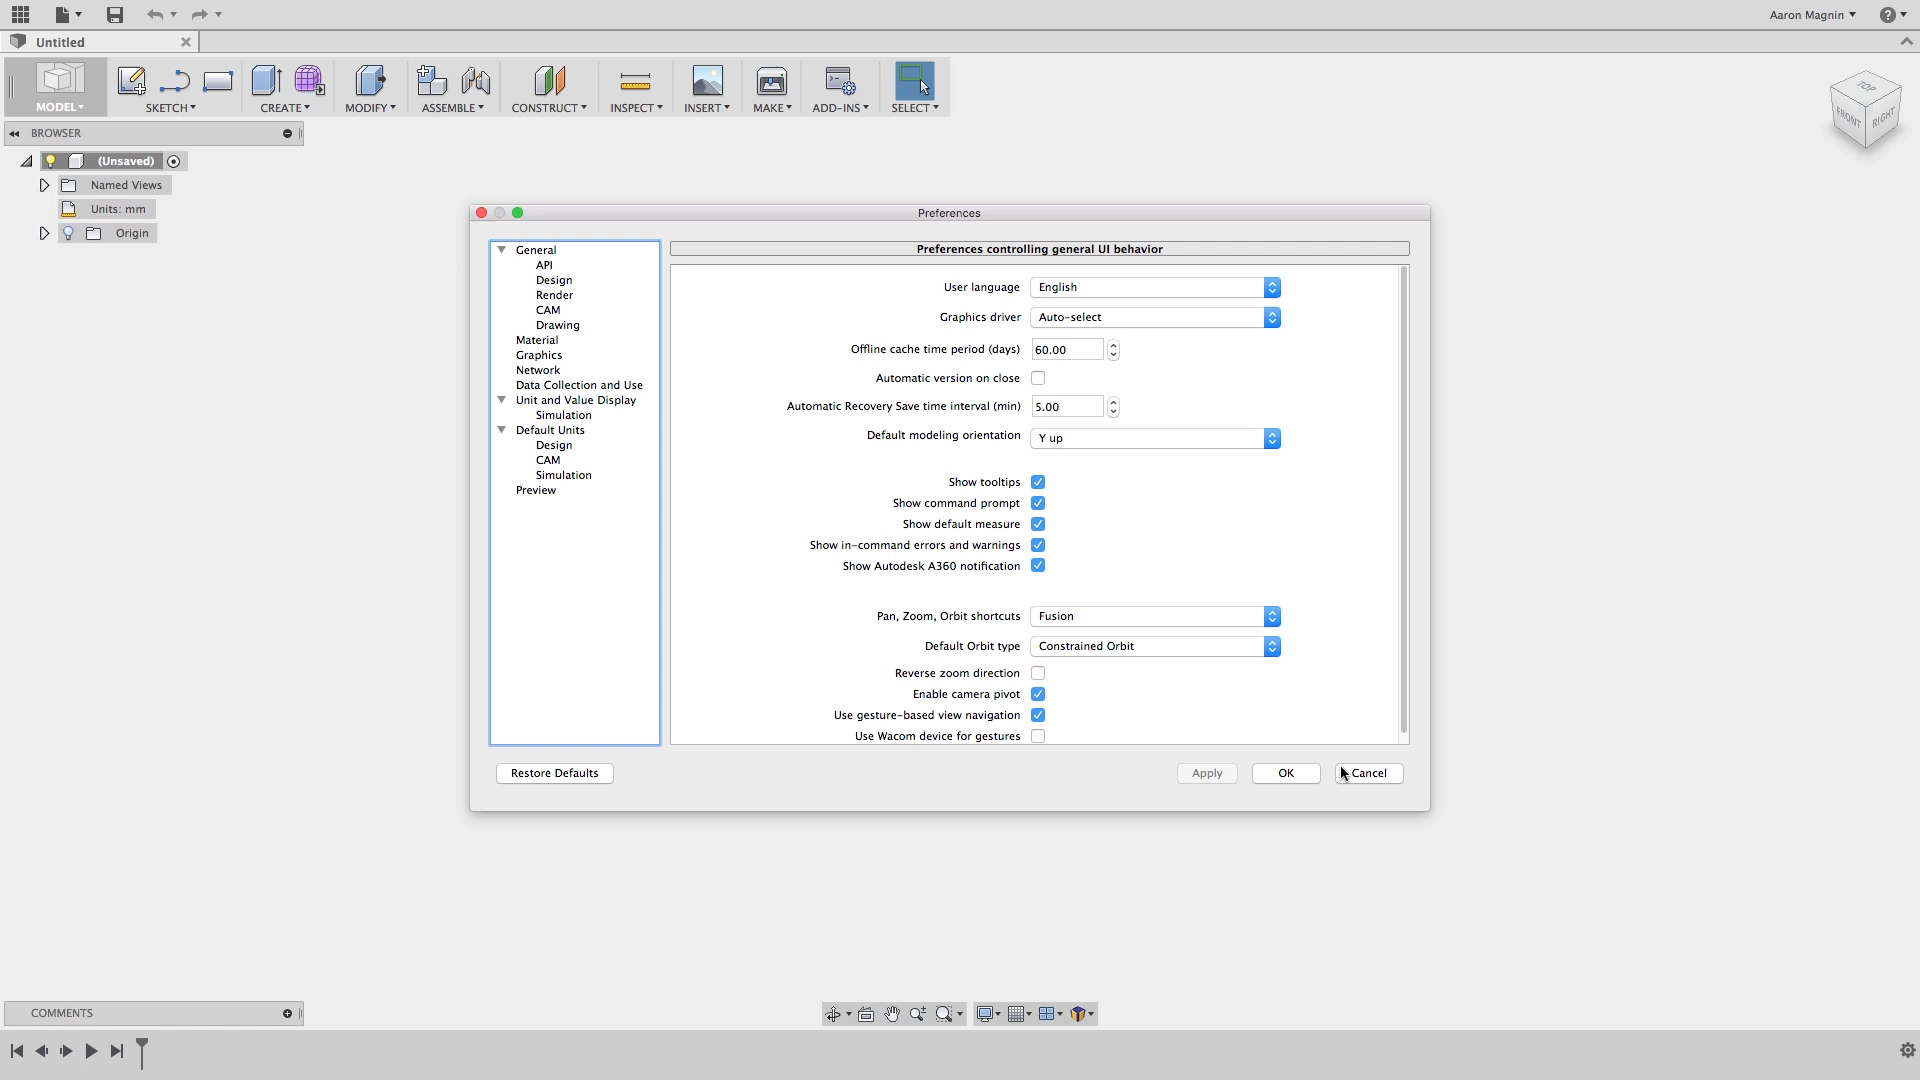 Aaron Magnin
Untitled
MODEL
SKETCH
CREATE
MODIFY
ASSEMBLE
CONSTRUCT
INSPECT
INSERT
MAKE
ADD-INS
SELECT
TOP
FRONT
RIGHT
BROWSER
(Unsaved)
Named Views
Units: mm
Origin
Preferences
General
API
Design
Render
CAM
Drawing
Material
Graphics
Network
Data Collection and Use
Unit and Value Display
Simulation
Default Units
Design
CAM
Simulation
Preview
Preferences controlling general UI behavior
User language English
Graphics driver Auto-select
Offline cache time period (days) 60.00
Automatic version on close
Automatic Recovery Save time interval (min) 5.00
Default modeling orientation Y up
Show tooltips
Show command prompt
Show default measure
Show in-command errors and warnings
Show Autodesk A360 notification
Pan, Zoom, Orbit shortcuts Fusion
Default Orbit type Constrained Orbit
Reverse zoom direction
Enable camera pivot
Use gesture-based view navigation
Use Wacom device for gestures
Restore Defaults
Apply
OK
Cancel
COMMENTS